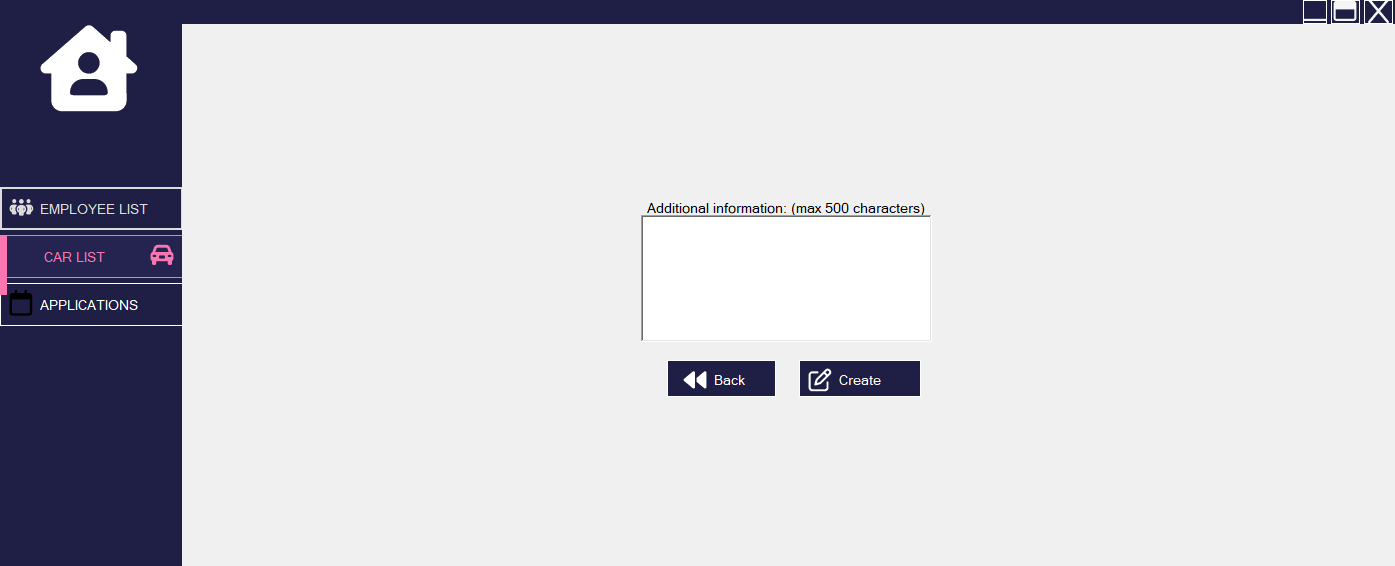 EMPLOYEE LIST
CAR LIST
APPLICATIONS
Additional information: (max 500 characters)
Back
Create